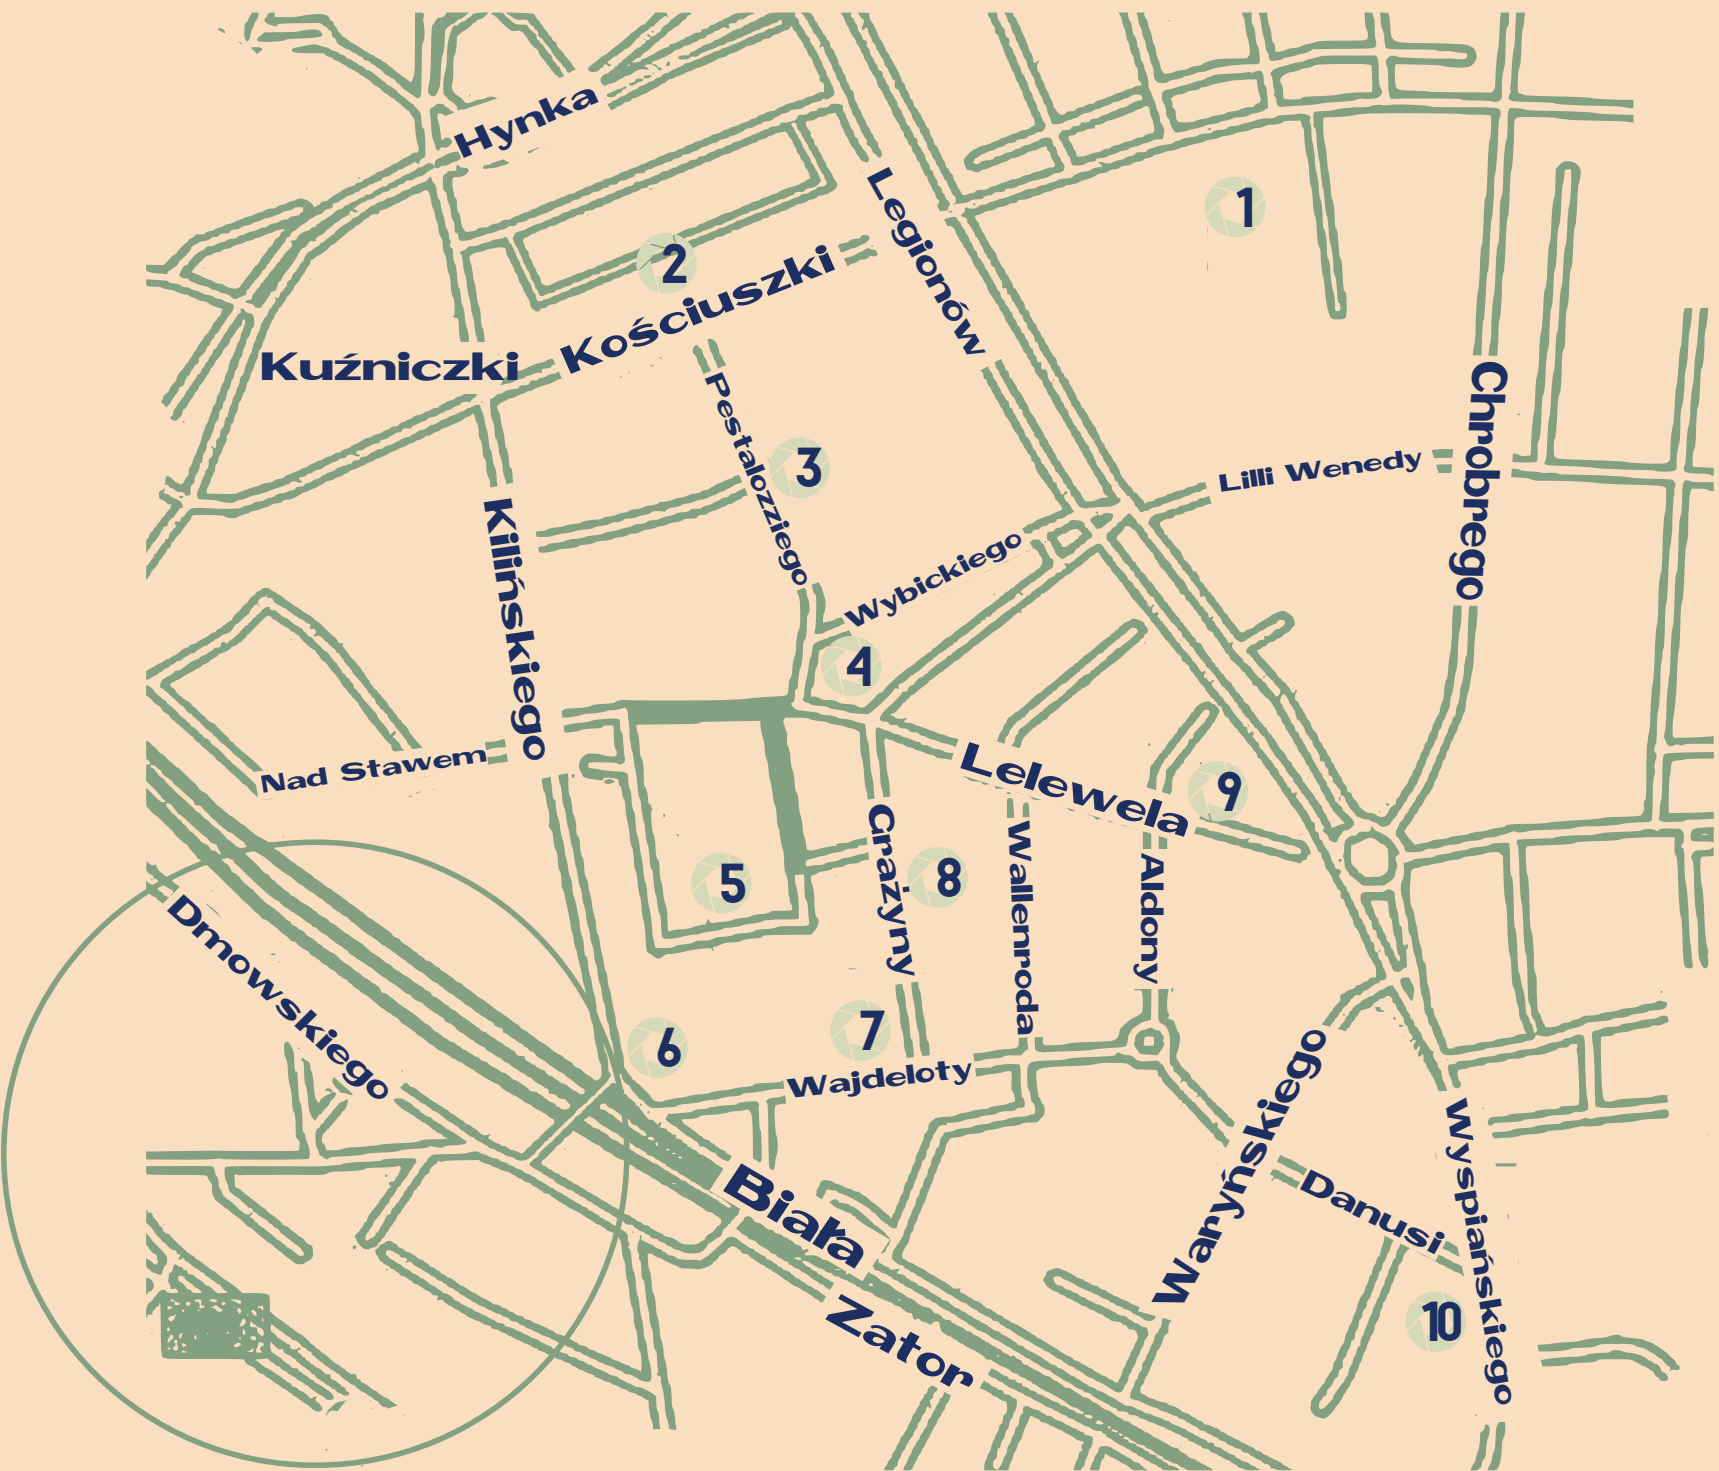 Hynka
Legionów
1
2
Kościuszki
Kuźniczki
Pestalozziego
Chrobrego
3
Lilli Wenedy
Kilińskiego
Wybickiego
4
Nad Stawem
Lelewela
9
Grażyny
Wallenroda
Aldony
5
8
Dmowskiego
6
7
Wajdeloty
Waryńskiego
Wyspiańskiego
Biała
Danusi
Zator
10